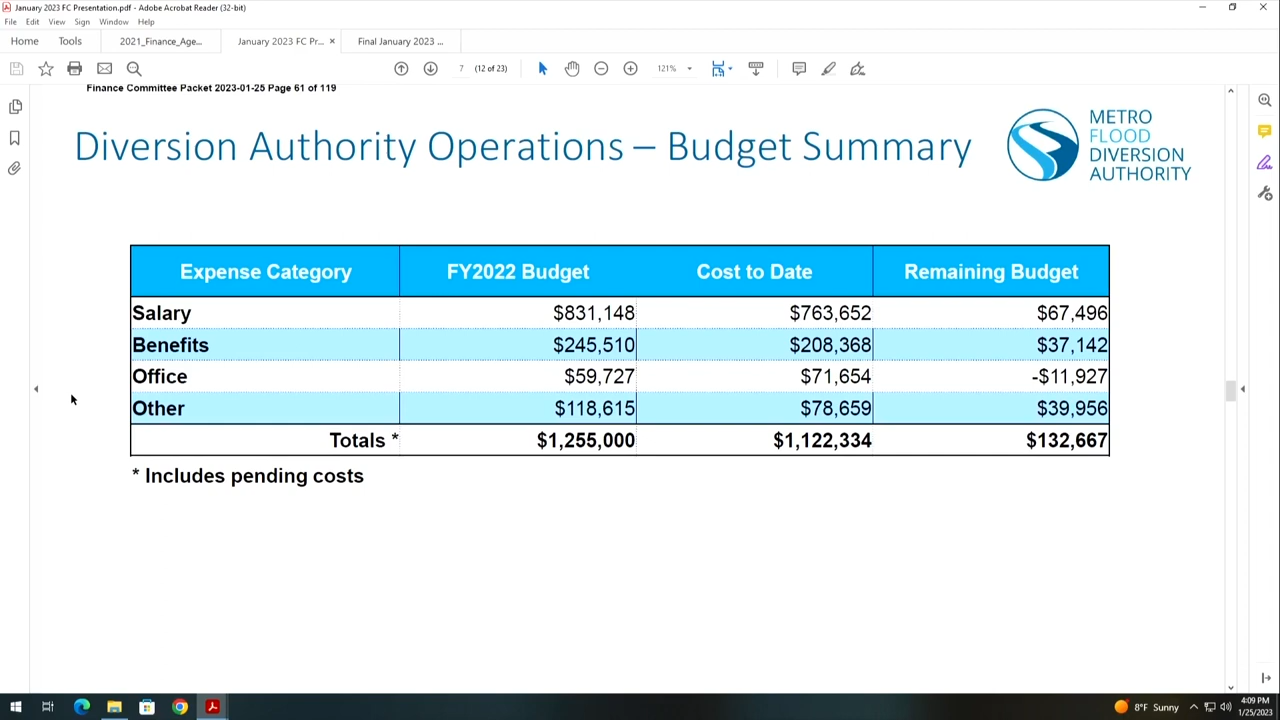 January 2023 FC Presentation.pdf - Adobe Acrobat Reader (32-bit)
File Edit View Sign Window Help
Home Tools 2021_Finance_Age... January 2023 FC Pr... × Final January 2023 ...
7 (12 of 23) 121%
Finance Committee Packet 2023-01-25 Page 61 of 119
Diversion Authority Operations – Budget Summary
METRO
FLOOD
DIVERSION
AUTHORITY
Expense Category FY2022 Budget Cost to Date Remaining Budget
Salary $831,148 $763,652 $67,496
Benefits $245,510 $208,368 $37,142
Office $59,727 $71,654 -$11,927
Other $118,615 $78,659 $39,956
Totals * $1,255,000 $1,122,334 $132,667
* Includes pending costs
8°F Sunny
4:09 PM
1/25/2023